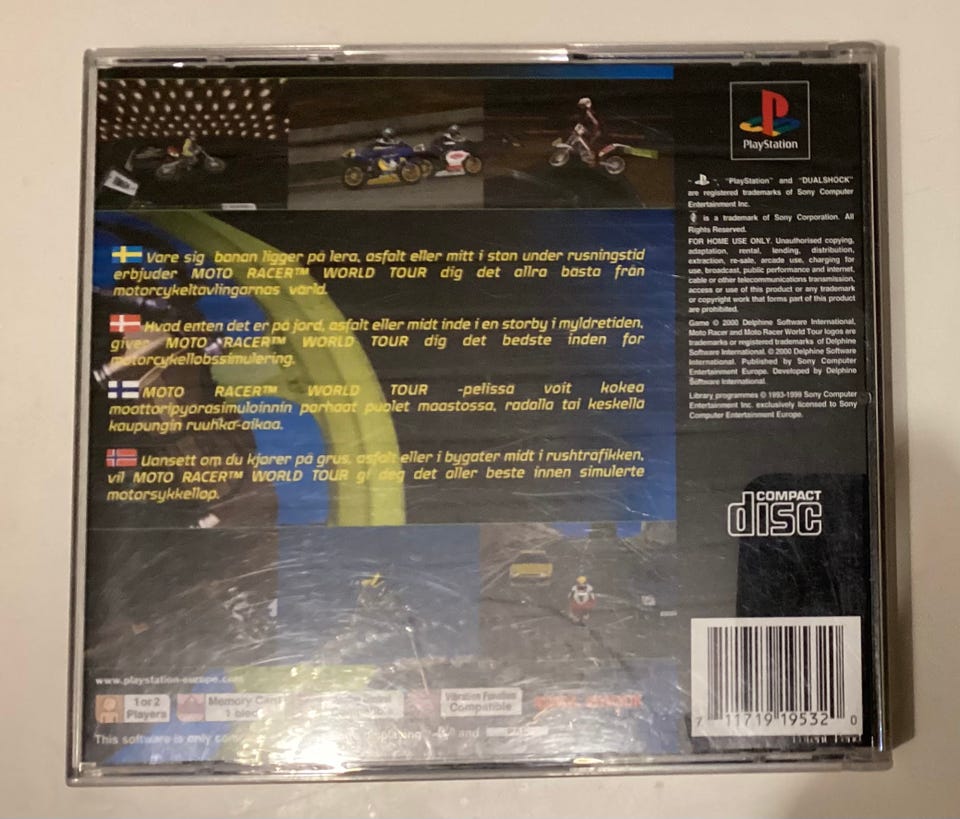 PlayStation
"PlayStation" and "DUALSHOCK"
are registered trademarks of Sony Computer
Entertainment Inc.
is a trademark of Sony Corporation. All
Rights Reserved.
FOR HOME USE ONLY. Unauthorised copying,
adaptation, rental, lending, distribution,
extraction, re-sale, arcade use, charging for
use, broadcast, public performance and internet,
cable or other telecommunications transmission,
access or use of this product or any trademark
or copyright work that forms part of this product
are prohibited.
Game © 2000 Delphine Software International,
Moto Racer and Moto Racer World Tour logos are
trademarks or registered trademarks of Delphine
Software International. © 2000 Delphine Software
International. Published by Sony Computer
Entertainment Europe. Developed by Delphine
Software International.
Library programmes © 1993-1999 Sony Computer
Entertainment Inc. exclusively licensed to Sony
Computer Entertainment Europe.
Vare sig banan ligger på lera, asfalt eller mitt i stan under rusningstid
erbjuder MOTO RACER™ WORLD TOUR dig det allra bästa från
motorcykeltävlingarnas värld.
Hvad enten det er på jord, asfalt eller midt inde i en storby i myldretiden,
giver MOTO RACER™ WORLD TOUR dig det bedste inden for
motorcykelløbssimulering.
MOTO RACER™ WORLD TOUR -pelissä voit kokea
moottoripyöräsimuloinnin parhaat puolet maastossa, radalla tai keskellä
kaupungin ruuhka-aikaa.
Uansett om du kjører på grus, asfalt eller i bygater midt i rushtrafikken,
vil MOTO RACER™ WORLD TOUR gi deg det aller beste innen simulerte
motorsykkelløp.
COMPACT
disc
www.playstation-europe.com
1 or 2
Players
Memory Card
1 block
Vibration Function
Compatible
This software is only displaying and
7 11719 19532 0